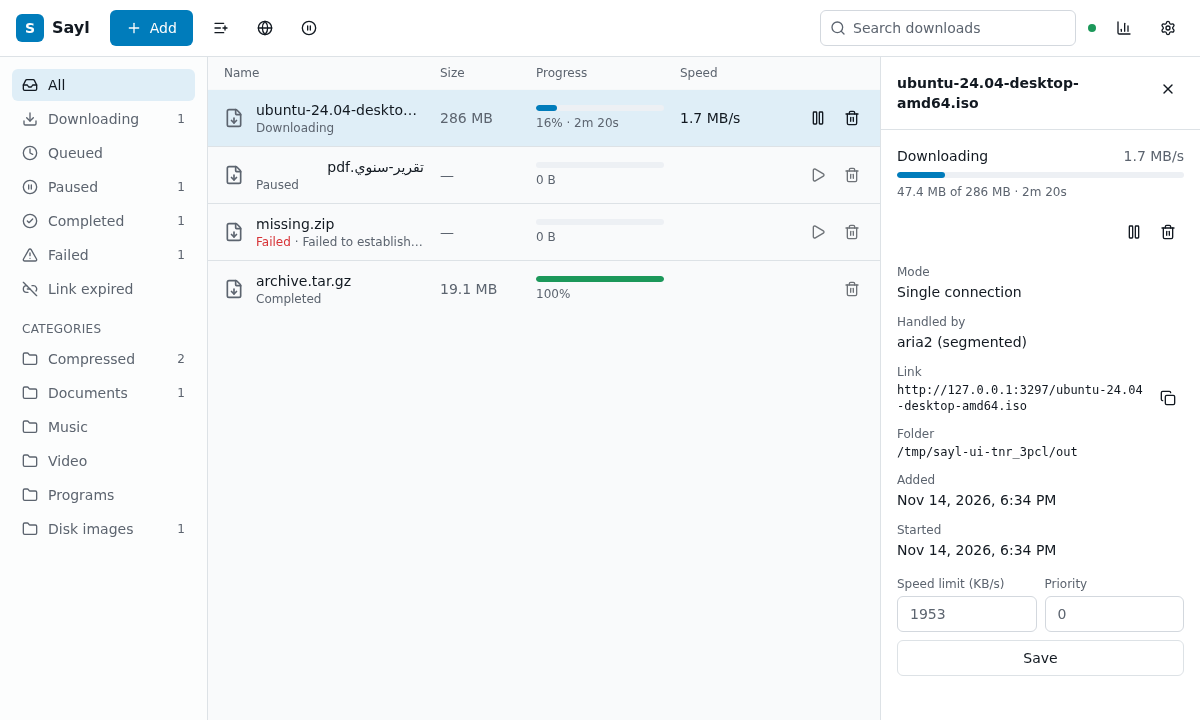 S Sayl
Add
Search downloads
All
Downloading 1
Queued
Paused 1
Completed 1
Failed 1
Link expired
CATEGORIES
Compressed 2
Documents 1
Music
Video
Programs
Disk images 1
Name Size Progress Speed
ubuntu-24.04-deskto…
Downloading
286 MB
16% · 2m 20s
1.7 MB/s
تقرير-سنوي.pdf
Paused
—
0 B
missing.zip
Failed · Failed to establish…
—
0 B
archive.tar.gz
Completed
19.1 MB
100%
ubuntu-24.04-desktop-
amd64.iso
Downloading 1.7 MB/s
47.4 MB of 286 MB · 2m 20s
Mode
Single connection
Handled by
aria2 (segmented)
Link
http://127.0.0.1:3297/ubuntu-24.04
-desktop-amd64.iso
Folder
/tmp/sayl-ui-tnr_3pcl/out
Added
Nov 14, 2026, 6:34 PM
Started
Nov 14, 2026, 6:34 PM
Speed limit (KB/s) Priority
1953 0
Save